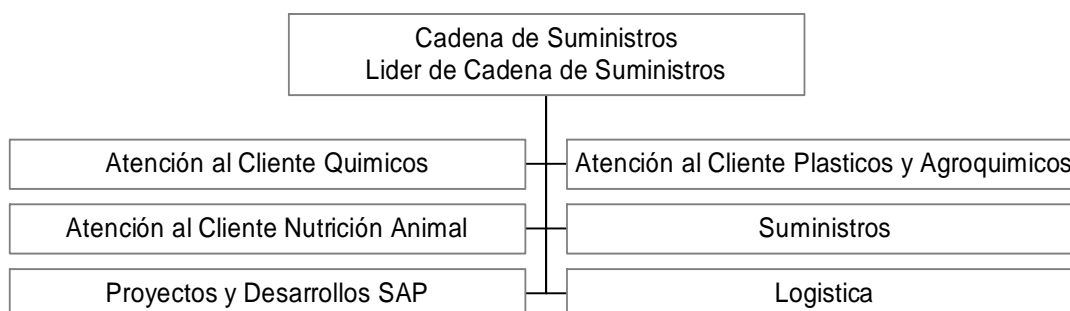 Cadena de Suministros
Lider de Cadena de Suministros
Atención al Cliente Quimicos
Atención al Cliente Plasticos y Agroquimicos
Atención al Cliente Nutrición Animal
Suministros
Proyectos y Desarrollos SAP
Logistica